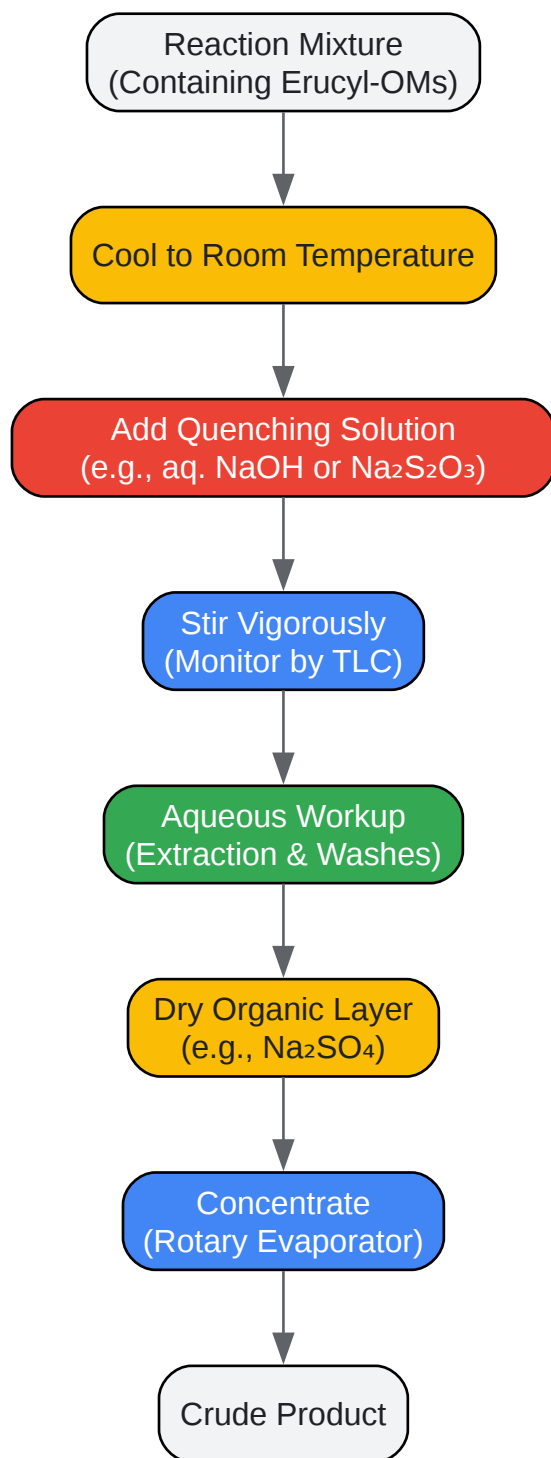 Reaction Mixture
(Containing Erucyl-OMs)
Cool to Room Temperature
Add Quenching Solution
(e.g., aq. NaOH or Na₂S₂O₃)
Stir Vigorously
(Monitor by TLC)
Aqueous Workup
(Extraction & Washes)
Dry Organic Layer
(e.g., Na₂SO₄)
Concentrate
(Rotary Evaporator)
Crude Product